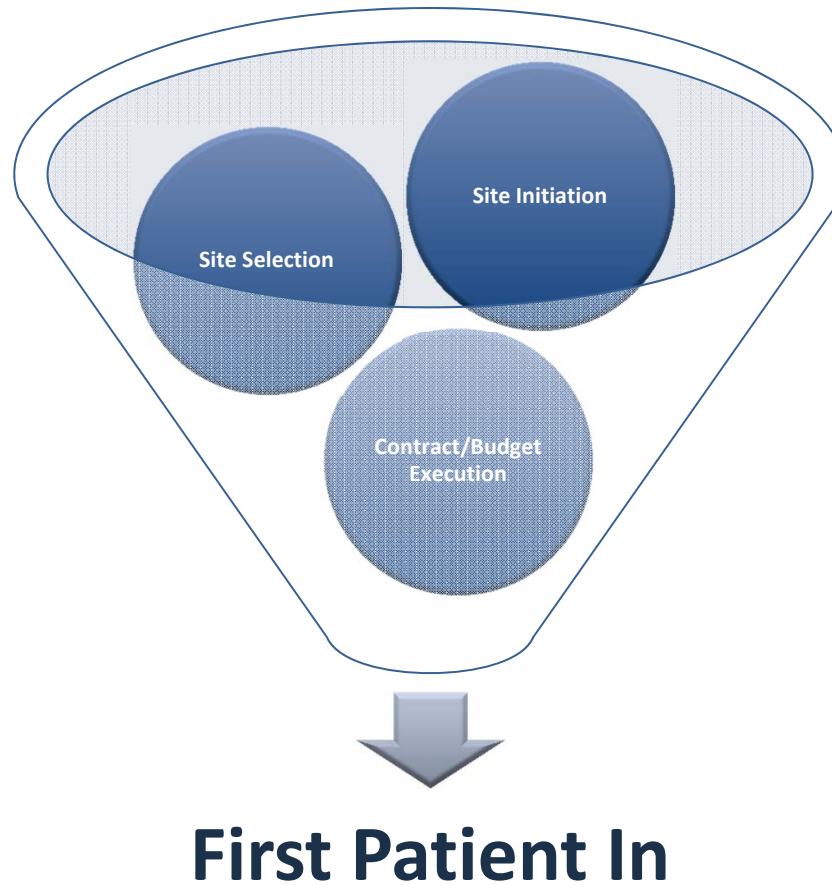 Site Initiation
Site Selection
Contract/Budget
Execution
First Patient In